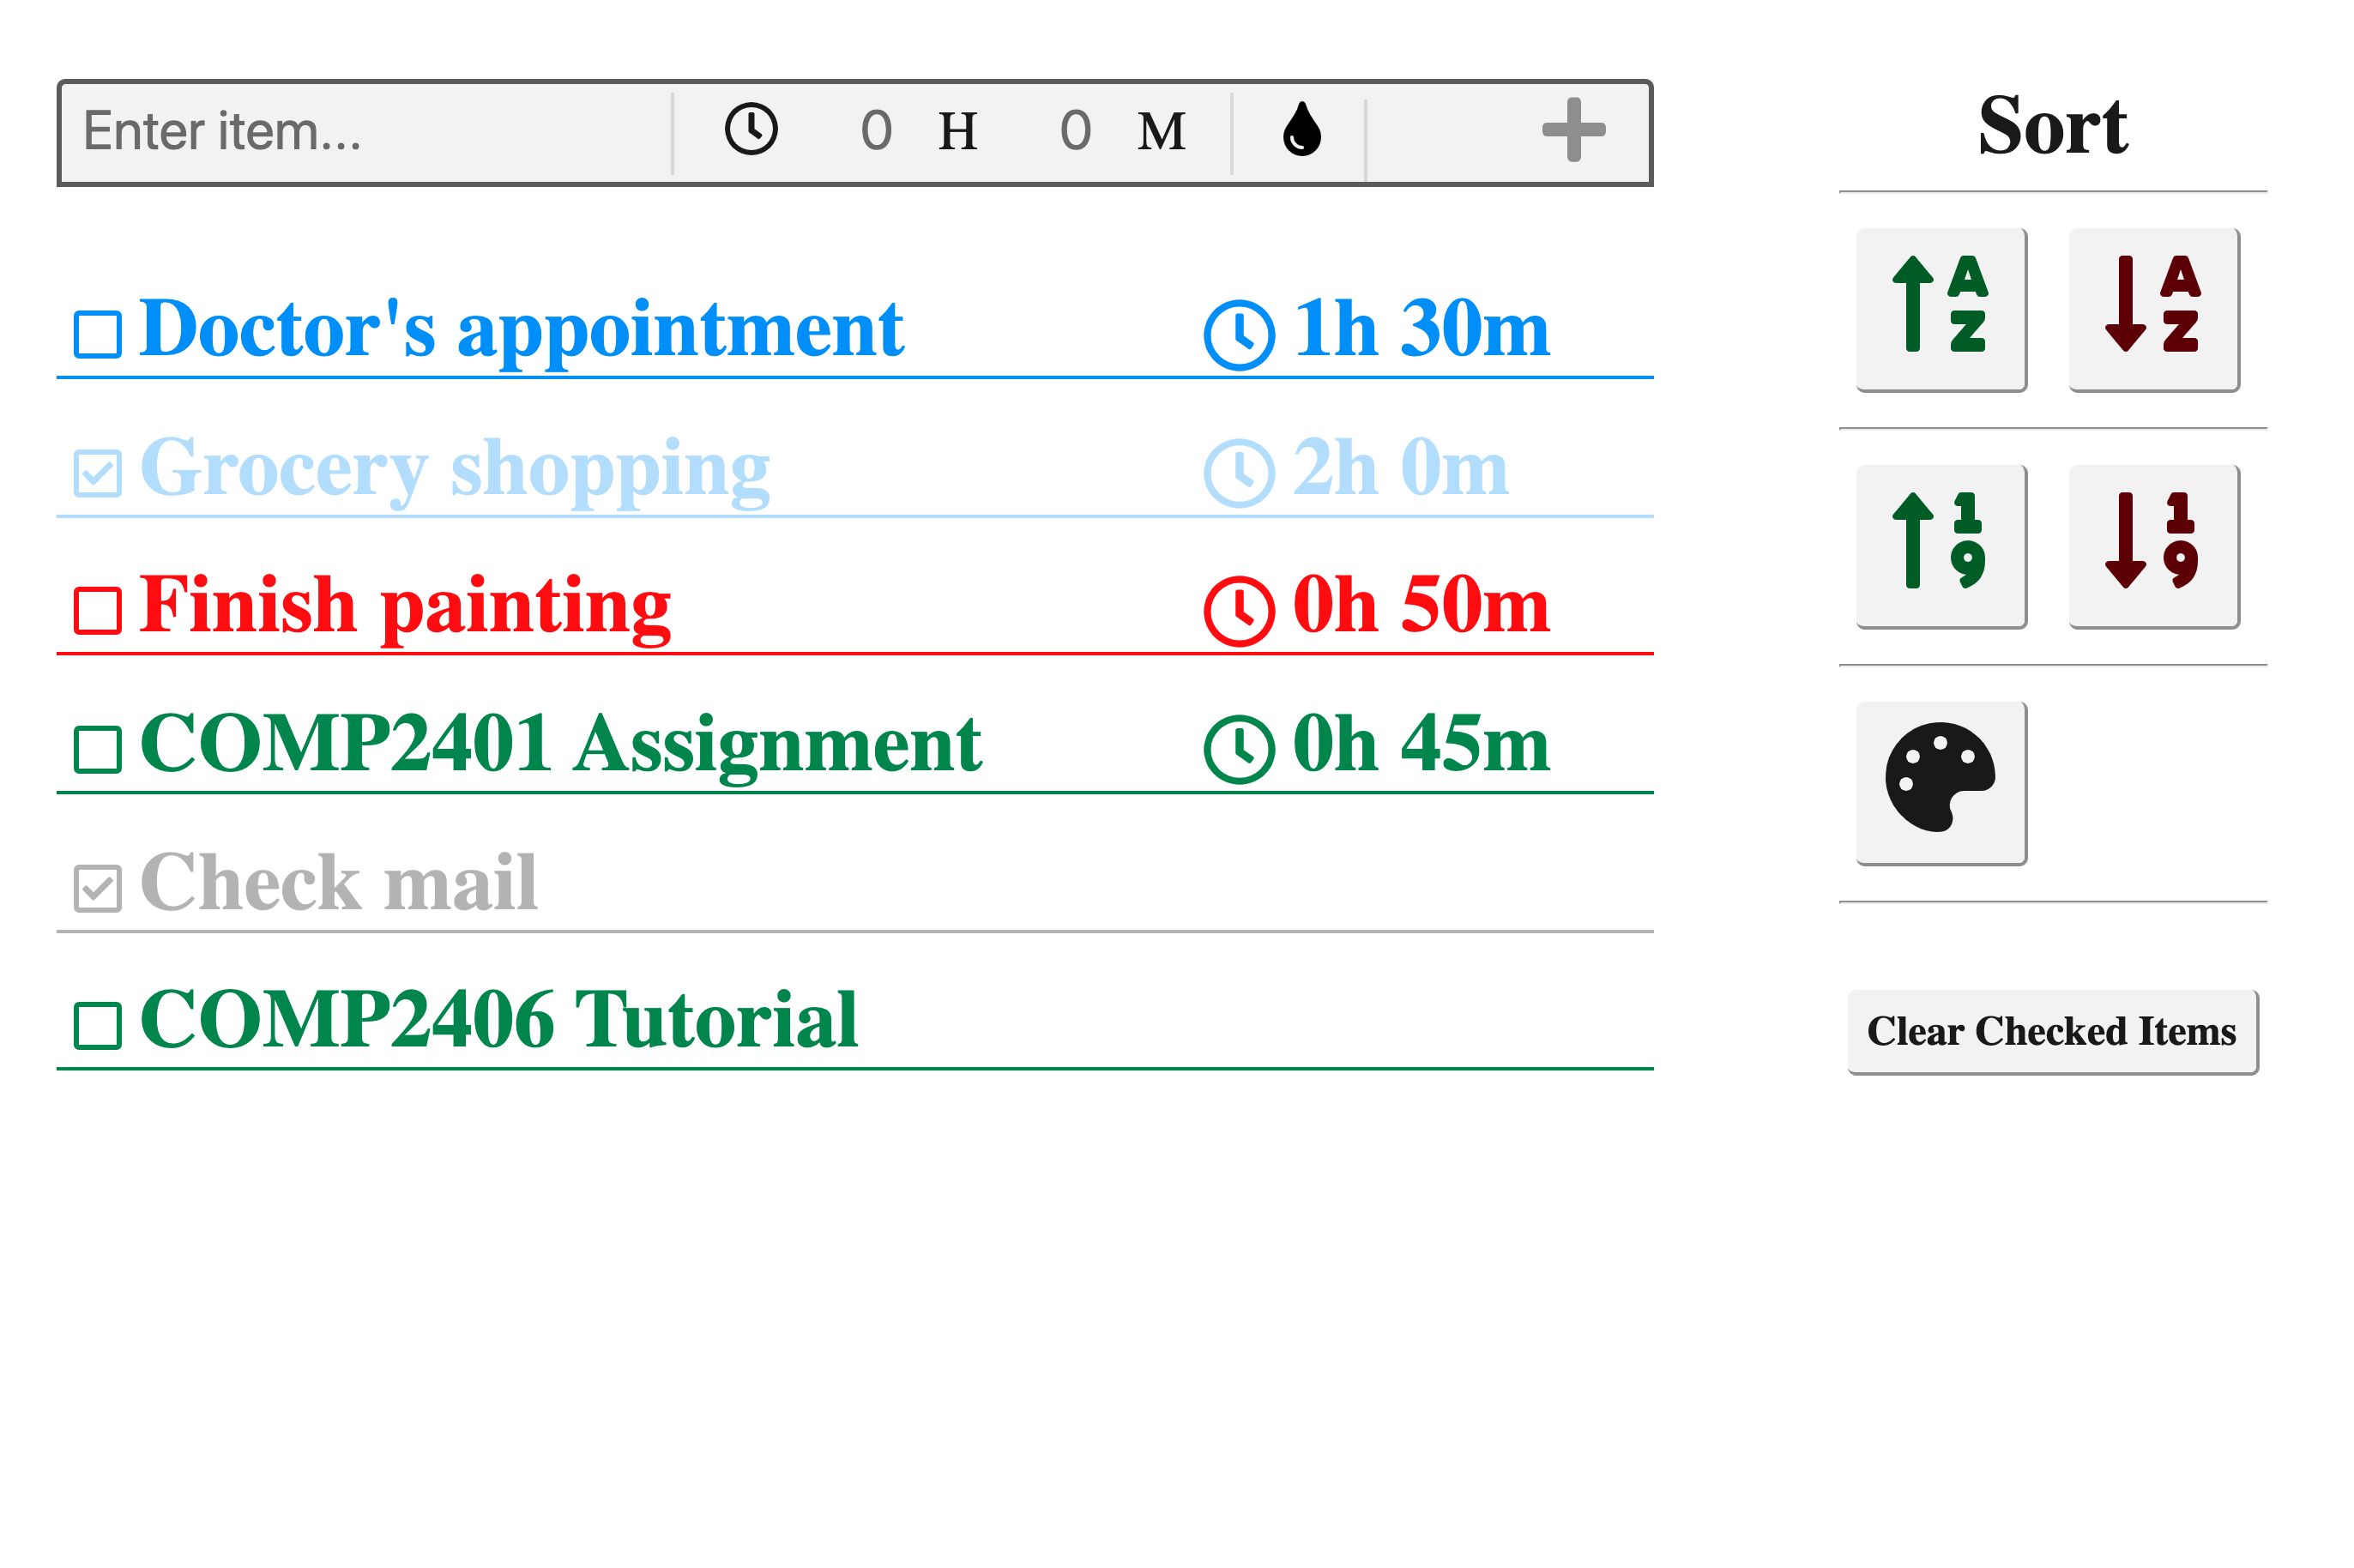 Enter item... 0 H 0 M
Sort
A Z A Z
Doctor's appointment 1h 30m
Grocery shopping 2h 0m
1 9 1 9
Finish painting 0h 50m
COMP2401 Assignment 0h 45m
Check mail
COMP2406 Tutorial
Clear Checked Items